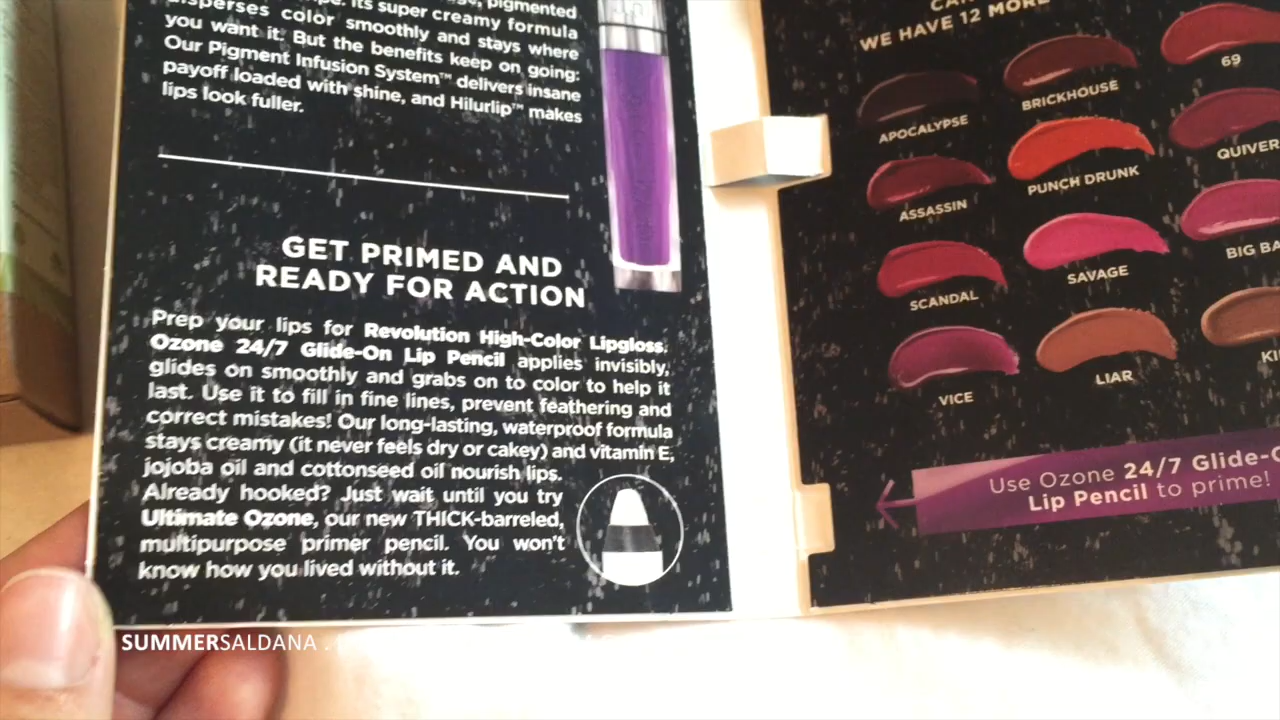 pigmented
disperses color smoothly and stays where
you want it. But the benefits keep on going:
Our Pigment Infusion System™ delivers insane
payoff loaded with shine, and Hilurlip™ makes
lips look fuller.
GET PRIMED AND
READY FOR ACTION
Prep your lips for Revolution High-Color Lipgloss.
Ozone 24/7 Glide-On Lip Pencil applies invisibly,
glides on smoothly and grabs on to color to help it
last. Use it to fill in fine lines, prevent feathering and
correct mistakes! Our long-lasting, waterproof formula
stays creamy (it never feels dry or cakey) and vitamin E,
jojoba oil and cottonseed oil nourish lips.
Already hooked? Just wait until you try
Ultimate Ozone, our new THICK-barreled,
multipurpose primer pencil. You won't
know how you lived without it.
WE HAVE 12 MORE
APOCALYPSE
BRICKHOUSE
69
ASSASSIN
PUNCH DRUNK
QUIVER
SCANDAL
SAVAGE
BIG BA
VICE
LIAR
KI
Use Ozone 24/7 Glide-O
Lip Pencil to prime!
SUMMERSALDANA .